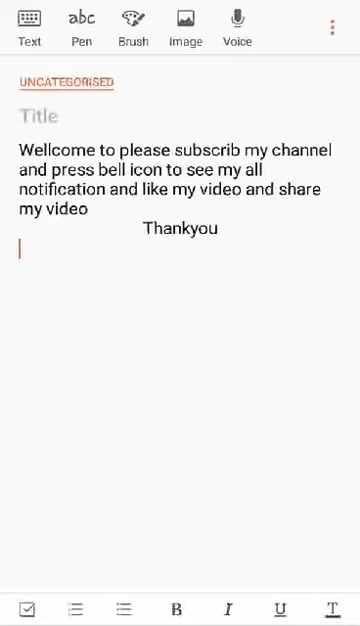 Text Pen Brush Image Voice
UNCATEGORISED
Title
Wellcome to please subscrib my channel
and press bell icon to see my all
notification and like my video and share
my video
Thankyou